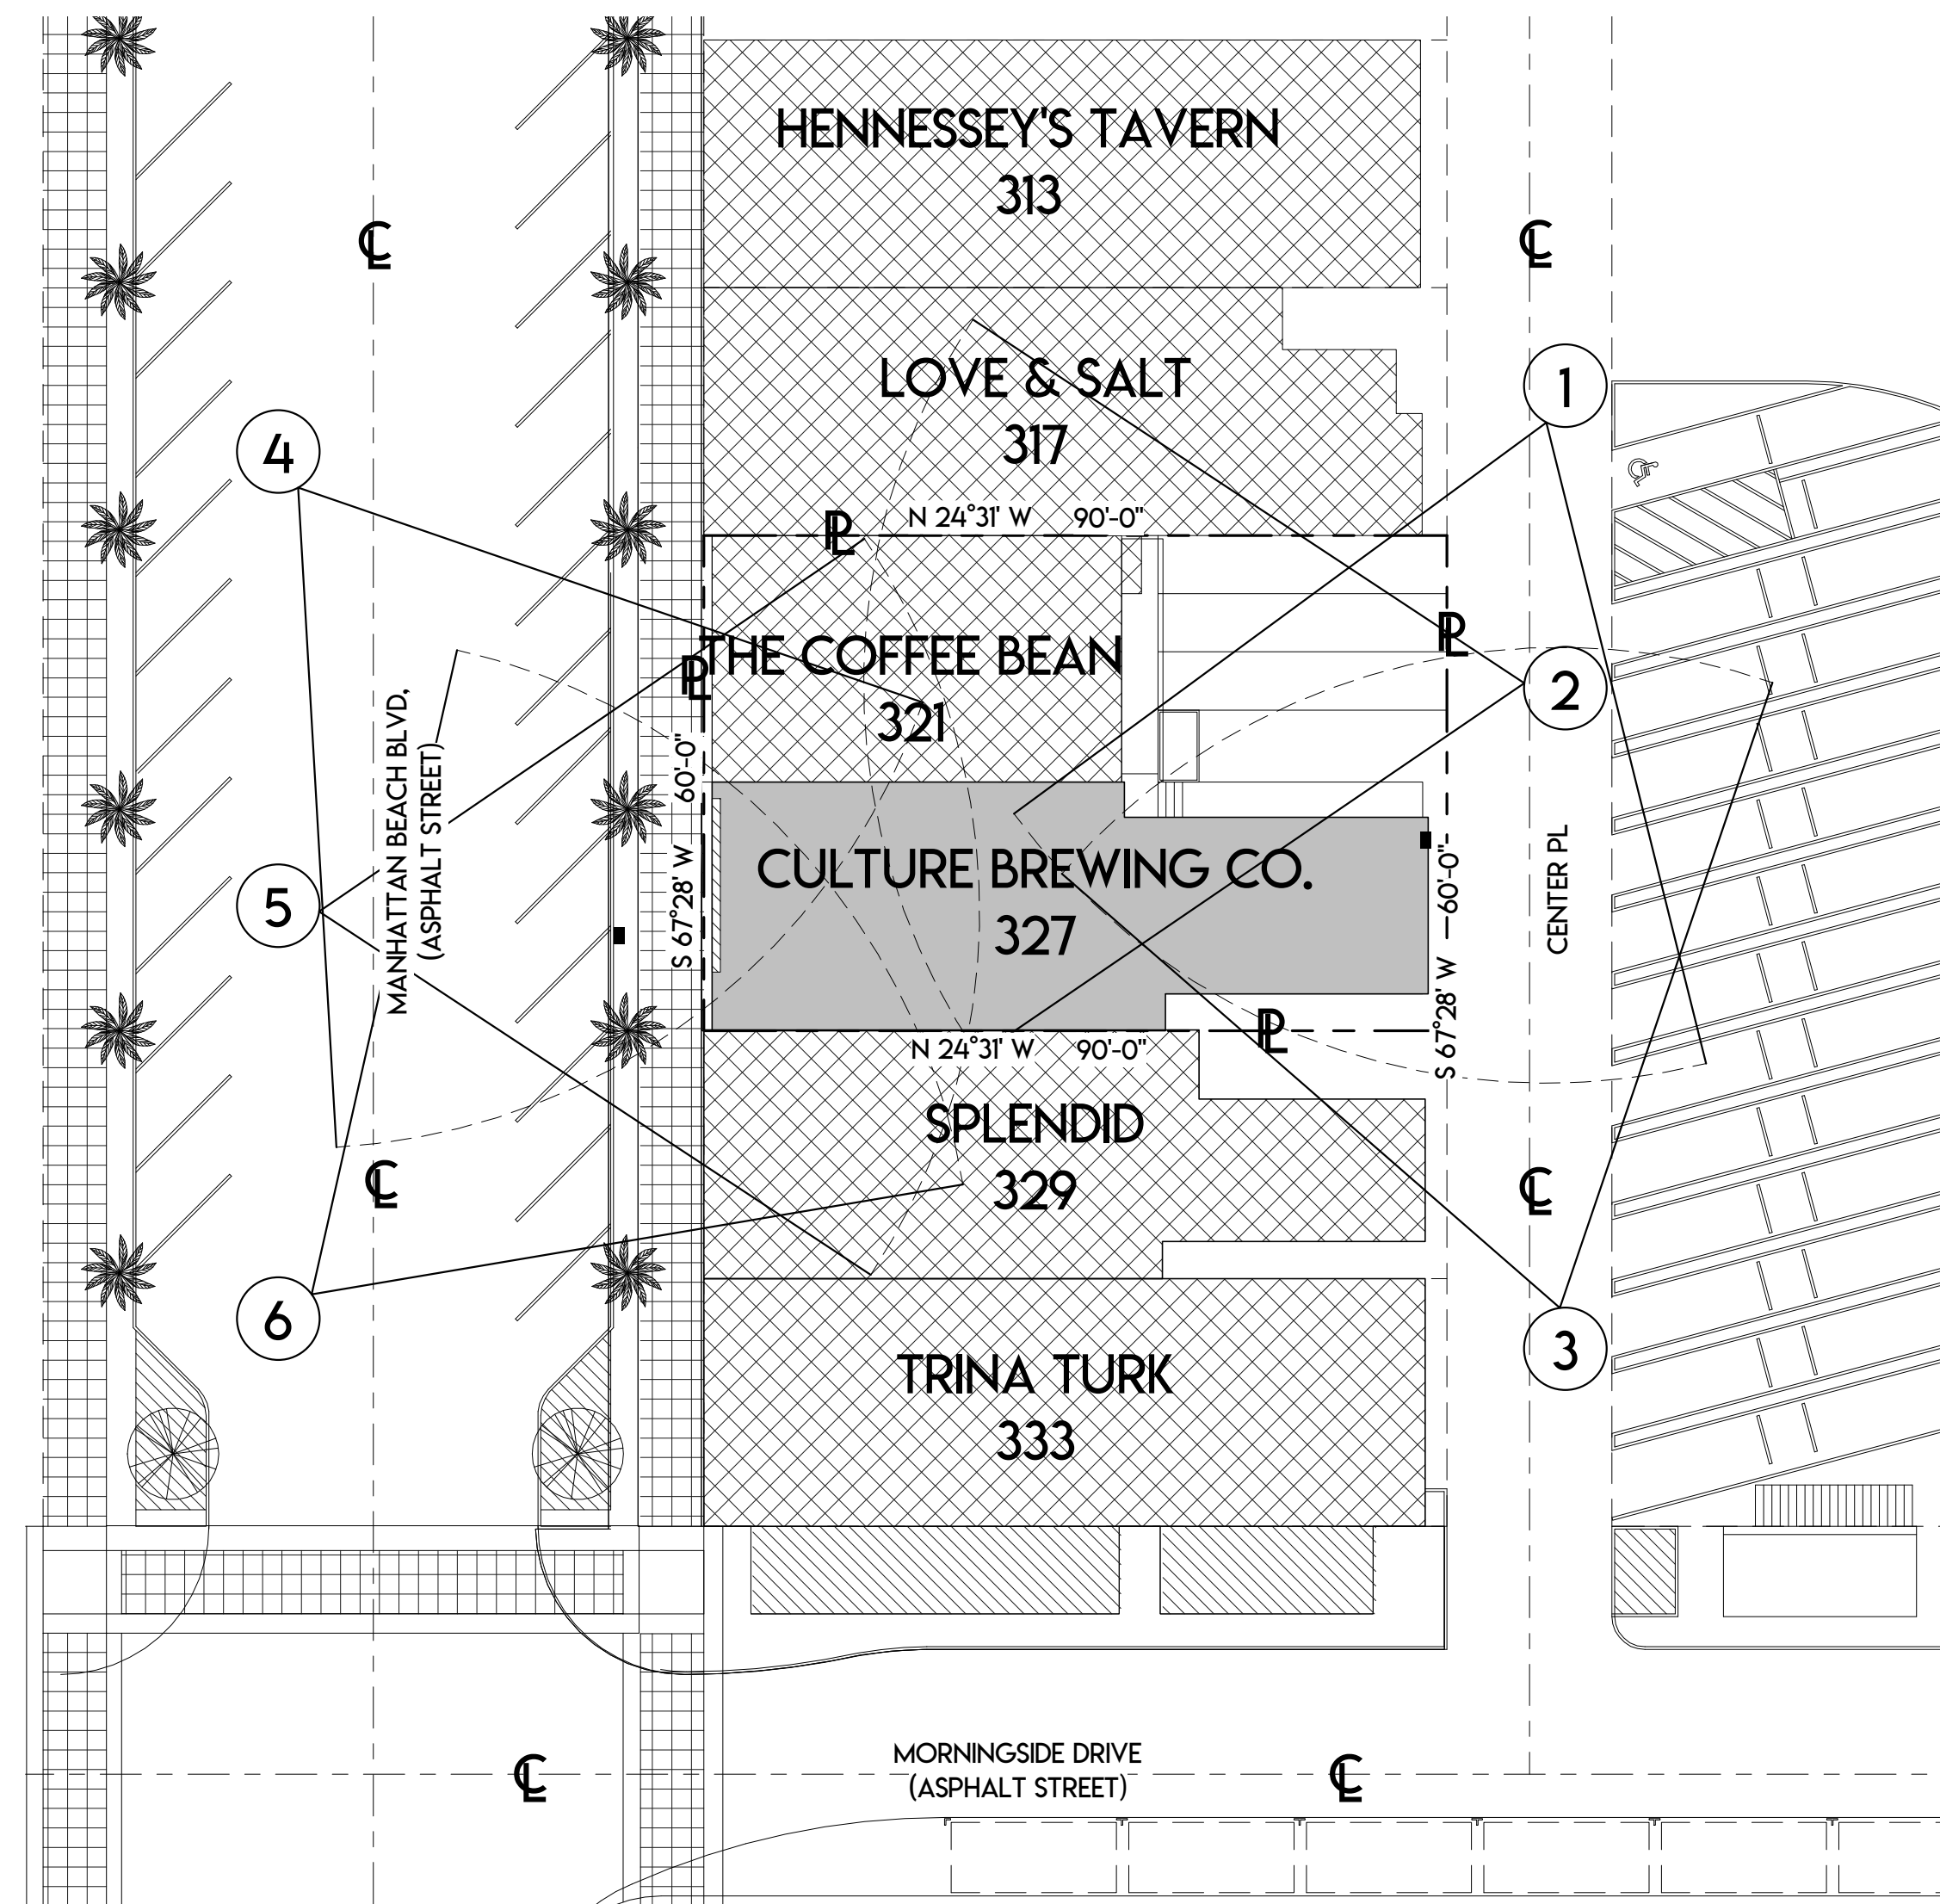 HENNESSEY'S TAVERN
313
℄
℄
LOVE & SALT
317
1
4
N 24°31' W 90'-0"
℄
℄
THE COFFEE BEAN
321
℄
2
60'-0"
S 67°28' W
MANHATTAN BEACH BLVD,
(ASPHALT STREET)
CULTURE BREWING CO.
327
5
60'-0"
S 67°28' W
CENTER PL
℄
N 24°31' W 90'-0"
SPLENDID
329
℄
℄
6
3
TRINA TURK
333
MORNINGSIDE DRIVE
(ASPHALT STREET)
℄
℄